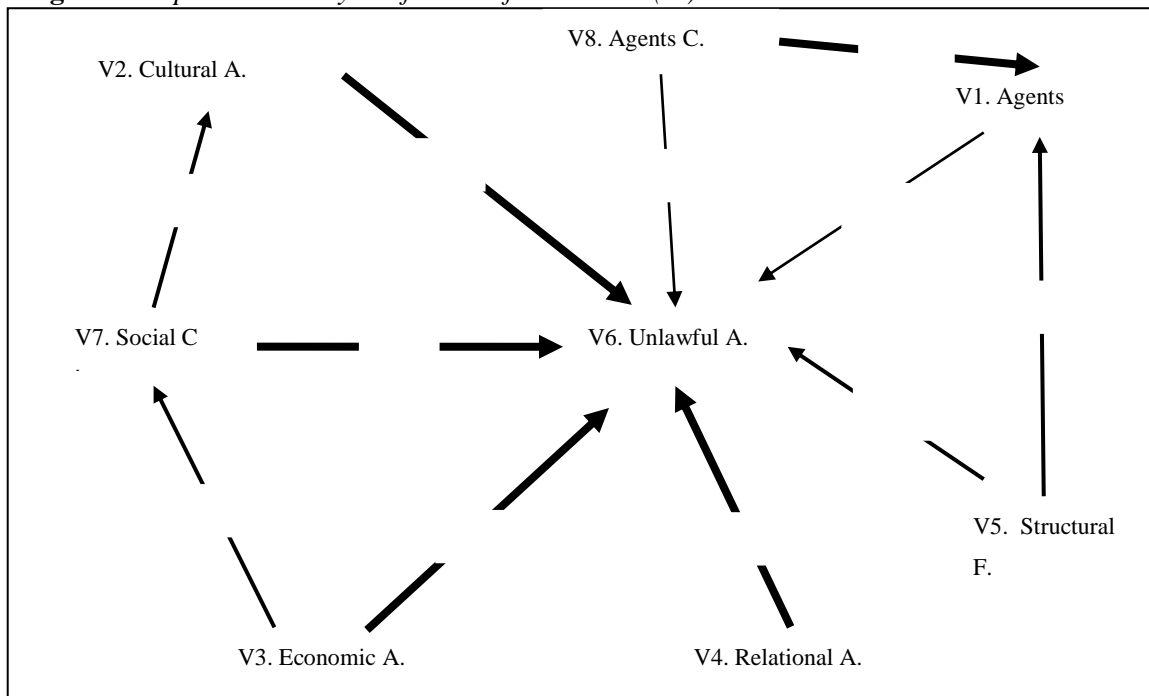 V8. Agents C.
V2. Cultural A.
V1. Agents
V7. Social C
.
V6. Unlawful A.
V5. Structural
F.
V3. Economic A.
V4. Relational A.